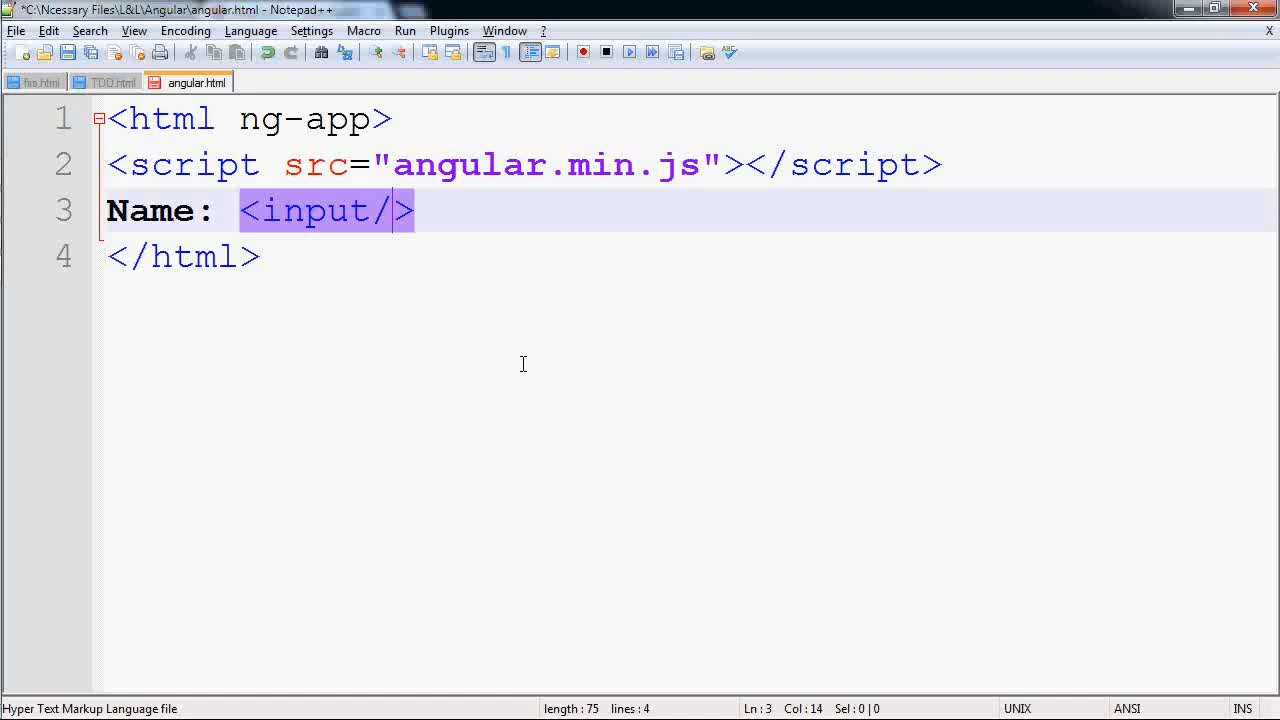 *C:\Ncessary Files\L&L\Angular\angular.html - Notepad++
File Edit Search View Encoding Language Settings Macro Run Plugins Window ? X
firs.html TDD.html angular.html
1 <html ng-app>
2 <script src="angular.min.js"></script>
3 Name: <input/>
4 </html>
Hyper Text Markup Language file length : 75 lines : 4 Ln : 3 Col : 14 Sel : 0 | 0 UNIX ANSI INS